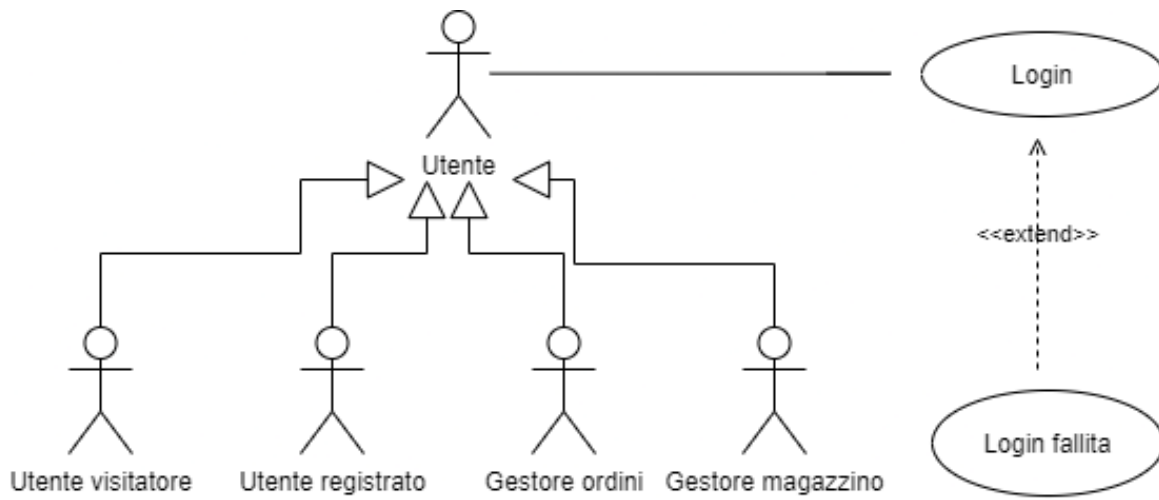 Login
Utente
<<extend>>
Login fallita
Utente visitatore
Utente registrato
Gestore ordini
Gestore magazzino